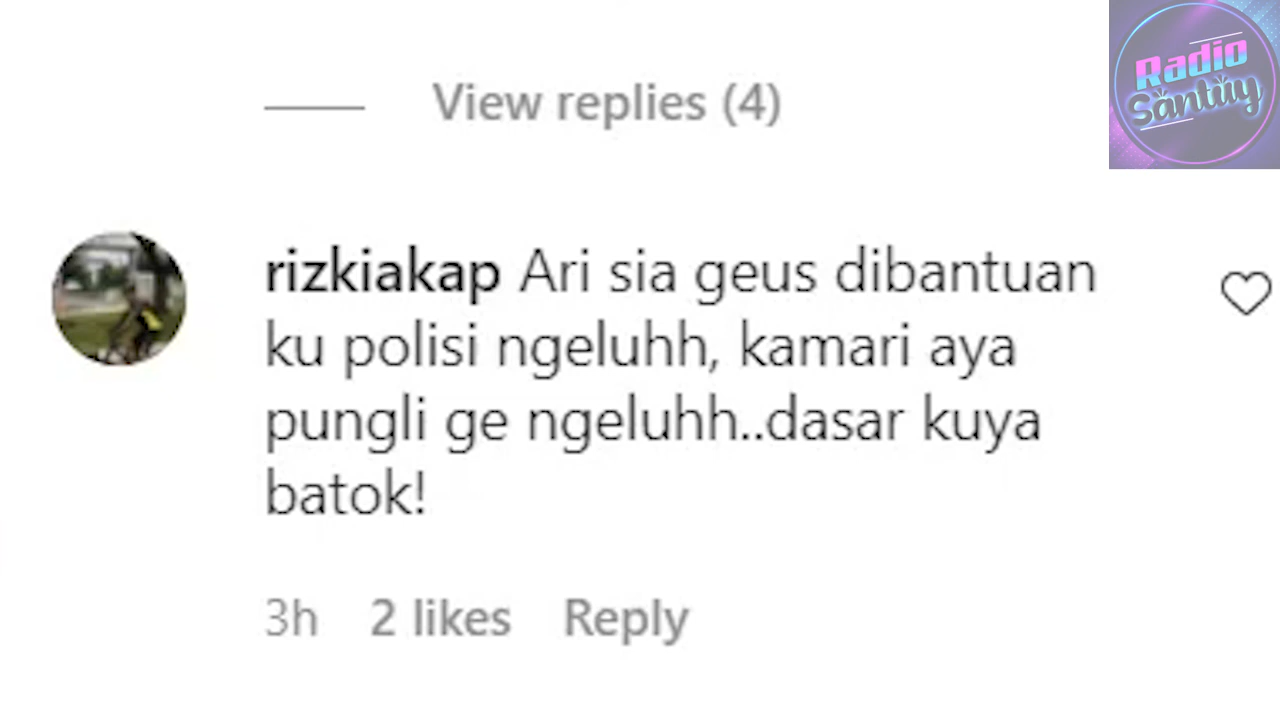 Radio
Santuy
View replies (4)
rizkiakap Ari sia geus dibantuan
ku polisi ngeluhh, kamari aya
pungli ge ngeluhh..dasar kuya
batok!
3h 2 likes Reply